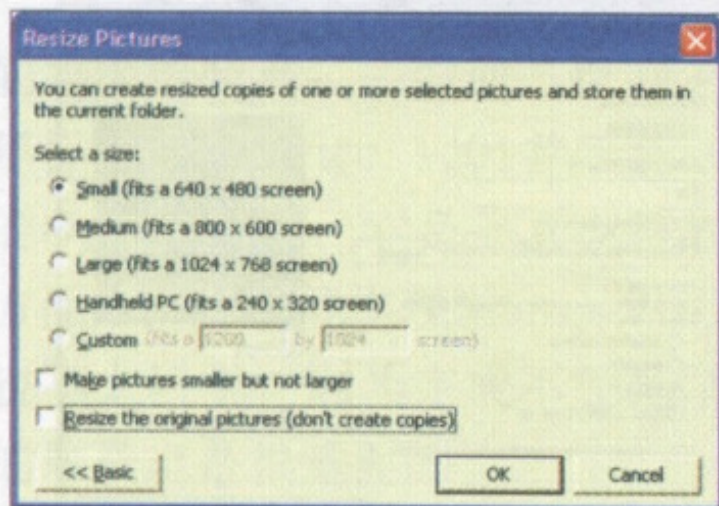 Resize Pictures
You can create resized copies of one or more selected pictures and store them in
the current folder.
Select a size:
Small (fits a 640 x 480 screen)
Medium (fits a 800 x 600 screen)
Large (fits a 1024 x 768 screen)
Handheld PC (fits a 240 x 320 screen)
Custom (fits a 1200 by 1024 screen)
Make pictures smaller but not larger
Resize the original pictures (don't create copies)
<< Basic
OK
Cancel